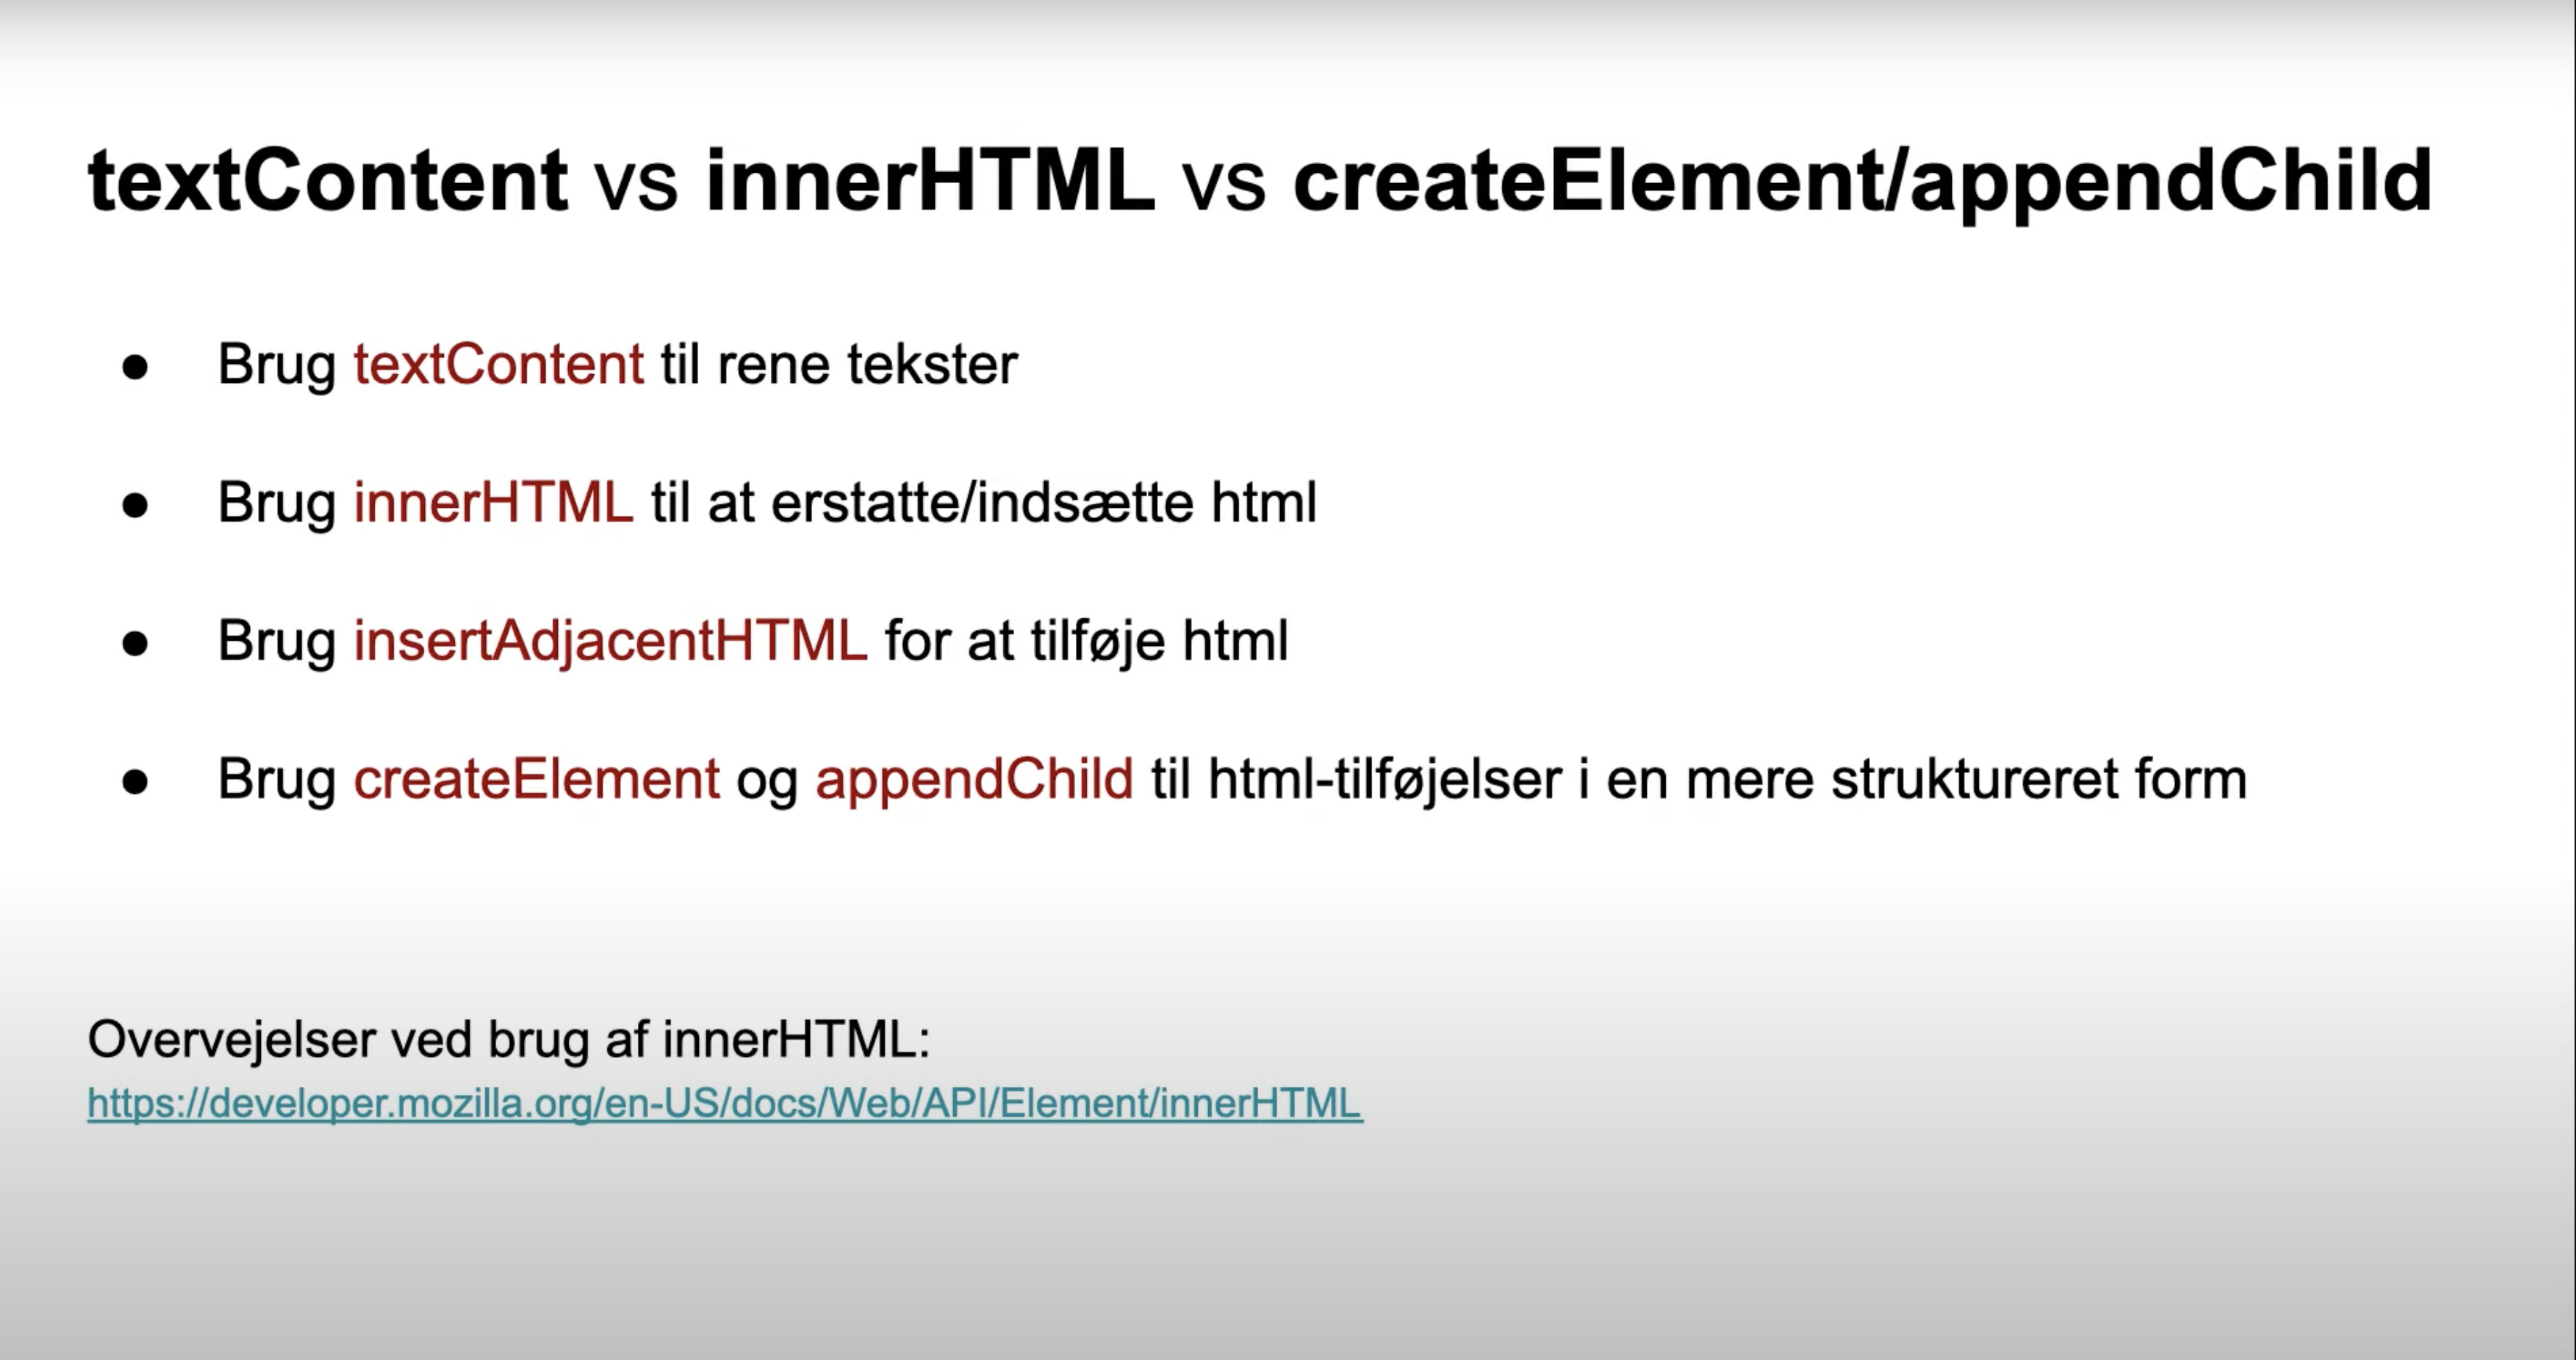 textContent vs innerHTML vs createElement/appendChild
● Brug textContent til rene tekster
● Brug innerHTML til at erstatte/indsætte html
● Brug insertAdjacentHTML for at tilføje html
● Brug createElement og appendChild til html-tilføjelser i en mere struktureret form
Overvejelser ved brug af innerHTML:
https://developer.mozilla.org/en-US/docs/Web/API/Element/innerHTML